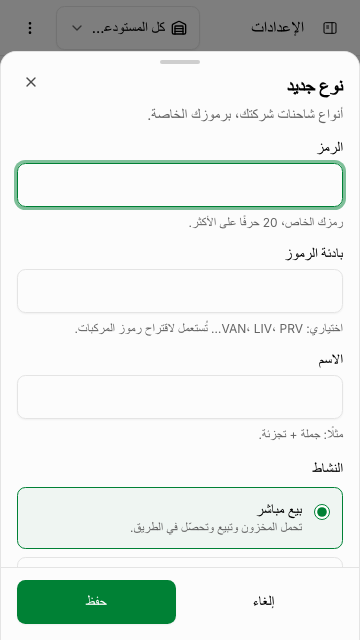 الإعدادات
كل المستودعـ...
نوع جديد
أنواع شاحنات شركتك، برموزك الخاصة.
الرمز
رمزك الخاص، 20 حرفًا على الأكثر.
بادئة الرموز
اختياري: VAN، LIV، PRV... تُستعمل لاقتراح رموز المركبات.
الاسم
مثلًا: جملة + تجزئة.
النشاط
بيع مباشر
تحمل المخزون وتبيع وتحصّل في الطريق.
إلغاء
حفظ